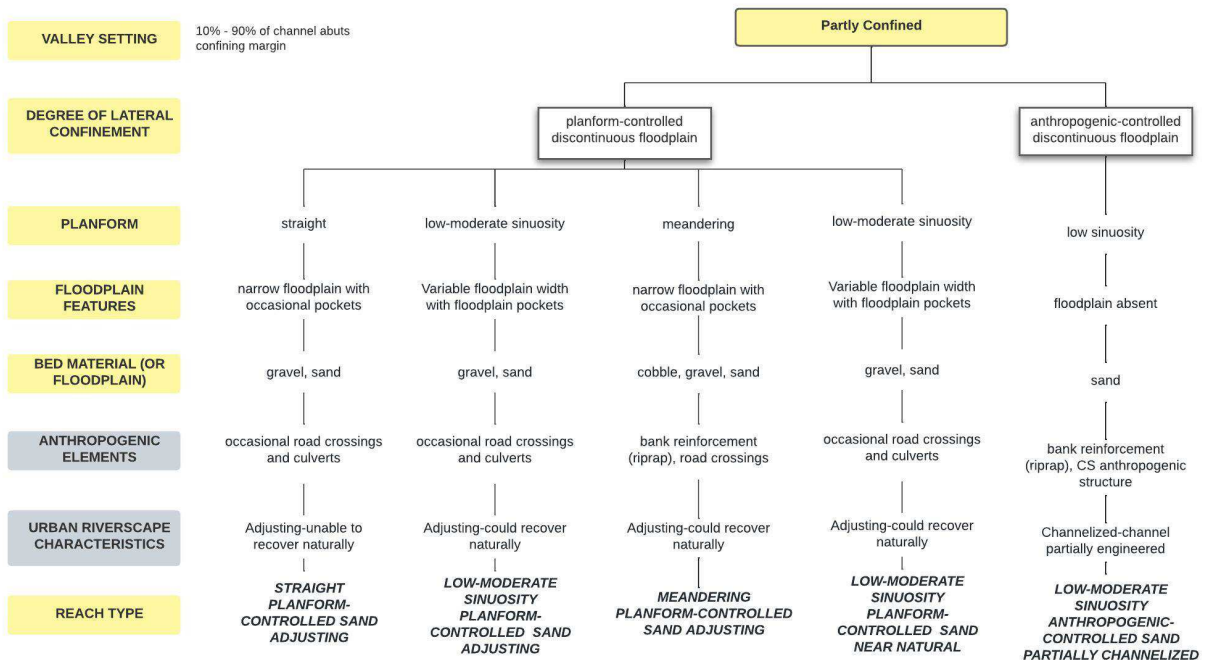 VALLEY SETTING
10% - 90% of channel abuts
confining margin
Partly Confined
DEGREE OF LATERAL
CONFINEMENT
planform-controlled
discontinuous floodplain
anthropogenic-controlled
discontinuous floodplain
PLANFORM
straight
low-moderate sinuosity
meandering
low-moderate sinuosity
low sinuosity
FLOODPLAIN
FEATURES
narrow floodplain with
occasional pockets
Variable floodplain width
with floodplain pockets
narrow floodplain with
occasional pockets
Variable floodplain width
with floodplain pockets
floodplain absent
BED MATERIAL (OR
FLOODPLAIN)
gravel, sand
gravel, sand
cobble, gravel, sand
gravel, sand
sand
ANTHROPOGENIC
ELEMENTS
occasional road crossings
and culverts
occasional road crossings
and culverts
bank reinforcement
(riprap), road crossings
occasional road crossings
and culverts
bank reinforcement
(riprap), CS anthropogenic
structure
URBAN RIVERSCAPE
CHARACTERISTICS
Adjusting-unable to
recover naturally
Adjusting-could recover
naturally
Adjusting-could recover
naturally
Adjusting-could recover
naturally
Channelized-channel
partially engineered
REACH TYPE
STRAIGHT
PLANFORM-
CONTROLLED SAND
ADJUSTING
LOW-MODERATE
SINUOSITY
PLANFORM-
CONTROLLED SAND
ADJUSTING
MEANDERING
PLANFORM-CONTROLLED
SAND ADJUSTING
LOW-MODERATE
SINUOSITY
PLANFORM-
CONTROLLED SAND
NEAR NATURAL
LOW-MODERATE
SINUOSITY
ANTHROPOGENIC-
CONTROLLED SAND
PARTIALLY CHANNELIZED